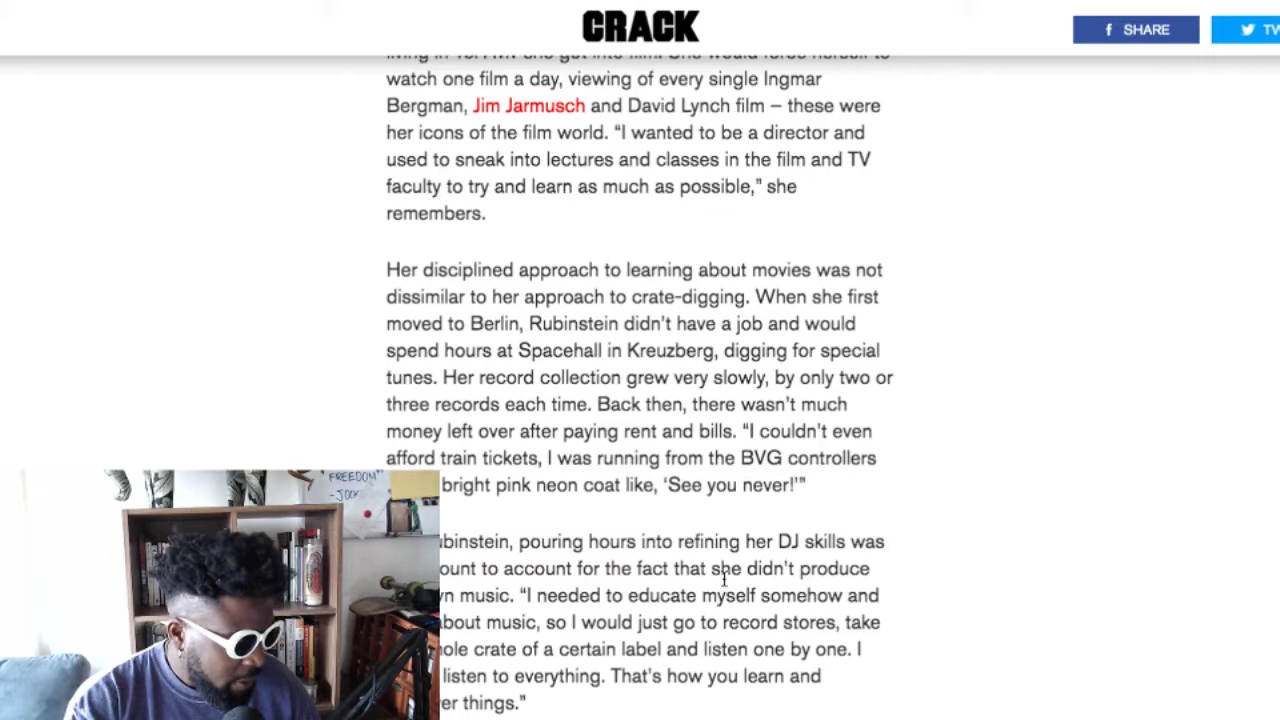 CRACK
SHARE
TW
watch one film a day, viewing of every single Ingmar
Bergman, Jim Jarmusch and David Lynch film – these were
her icons of the film world. “I wanted to be a director and
used to sneak into lectures and classes in the film and TV
faculty to try and learn as much as possible,” she
remembers.
Her disciplined approach to learning about movies was not
dissimilar to her approach to crate-digging. When she first
moved to Berlin, Rubinstein didn’t have a job and would
spend hours at Spacehall in Kreuzberg, digging for special
tunes. Her record collection grew very slowly, by only two or
three records each time. Back then, there wasn’t much
money left over after paying rent and bills. “I couldn’t even
afford train tickets, I was running from the BVG controllers
bright pink neon coat like, ‘See you never!’”
ubinstein, pouring hours into refining her DJ skills was
ount to account for the fact that she didn’t produce
n music. “I needed to educate myself somehow and
about music, so I would just go to record stores, take
ole crate of a certain label and listen one by one. I
listen to everything. That’s how you learn and
er things.”
FREEDOM”